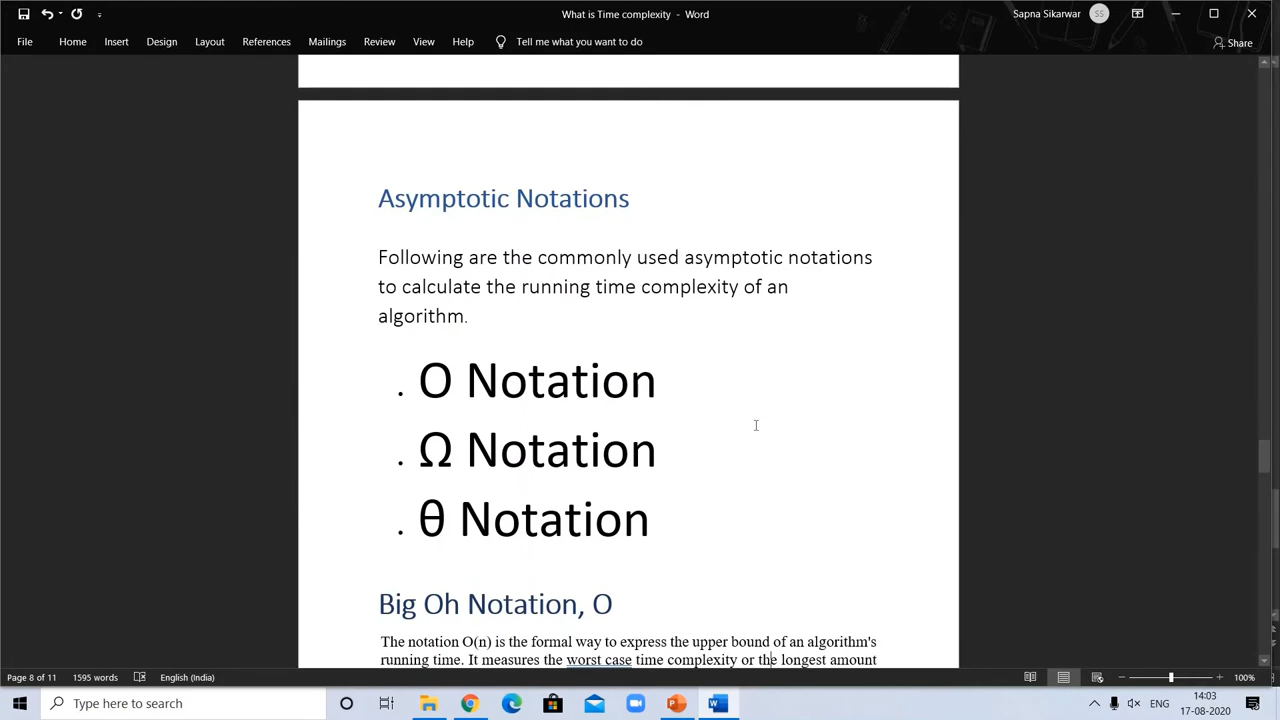 What is Time complexity - Word
Sapna Sikarwar
SS
File Home Insert Design Layout References Mailings Review View Help Tell me what you want to do
Share
Asymptotic Notations
Following are the commonly used asymptotic notations
to calculate the running time complexity of an
algorithm.
. Ο Notation
. Ω Notation
. θ Notation
Big Oh Notation, Ο
The notation Ο(n) is the formal way to express the upper bound of an algorithm's
running time. It measures the worst case time complexity or the longest amount
Page 8 of 11 1595 words English (India)
100%
Type here to search
ENG
14:03
17-08-2020